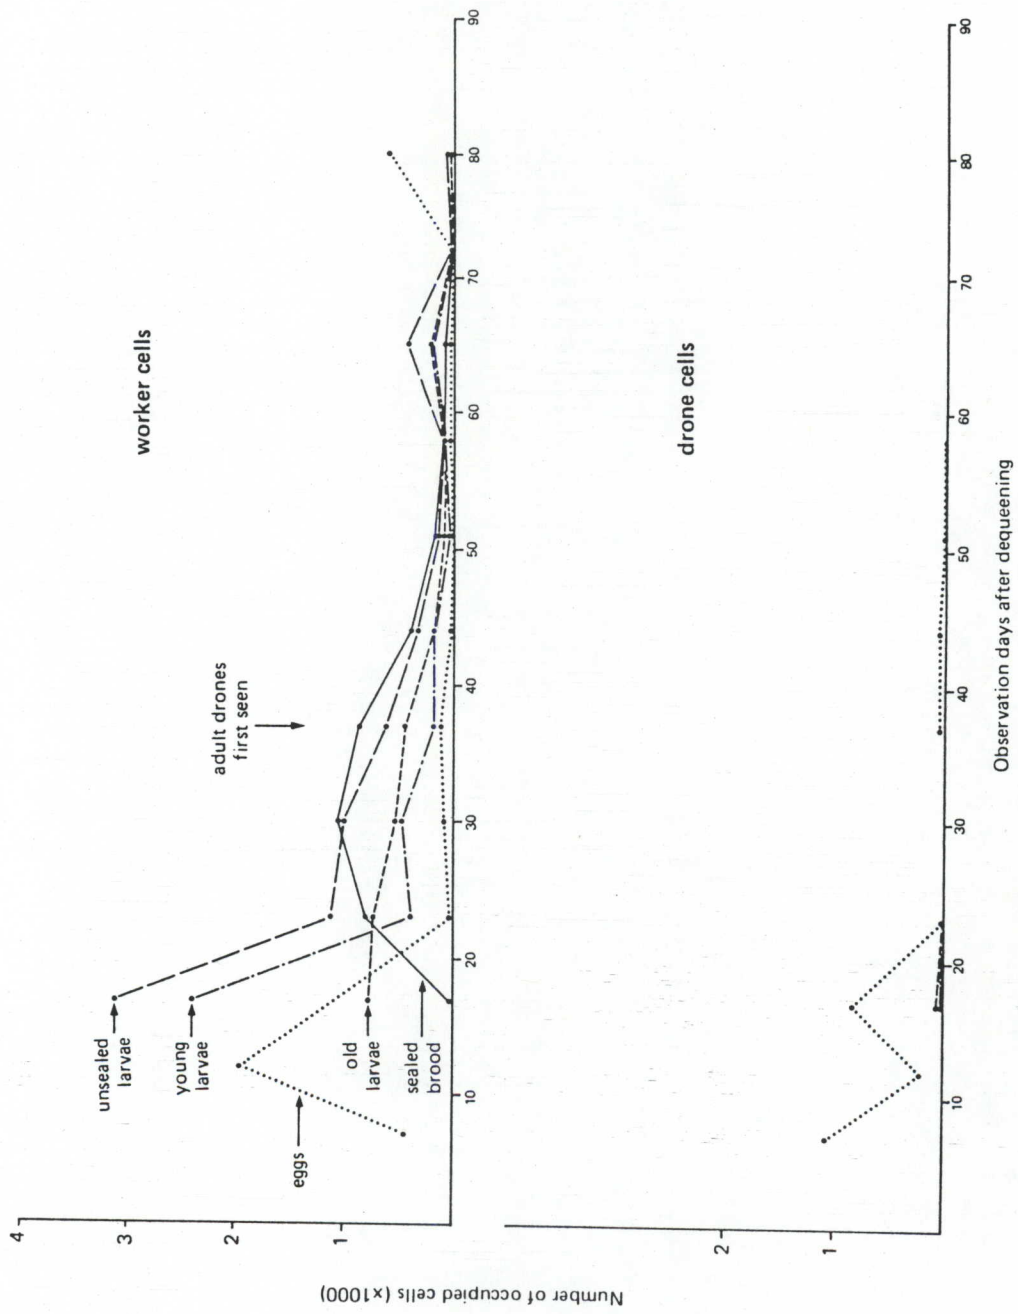 Number of occupied cells (x1000)
4
3
2
1
worker cells
unsealed
larvae
young
larvae
eggs
old
larvae
sealed
brood
adult drones
first seen
10
20
30
40
50
60
70
80
90
drone cells
2
1
10
20
30
40
50
60
70
80
90
Observation days after dequeening